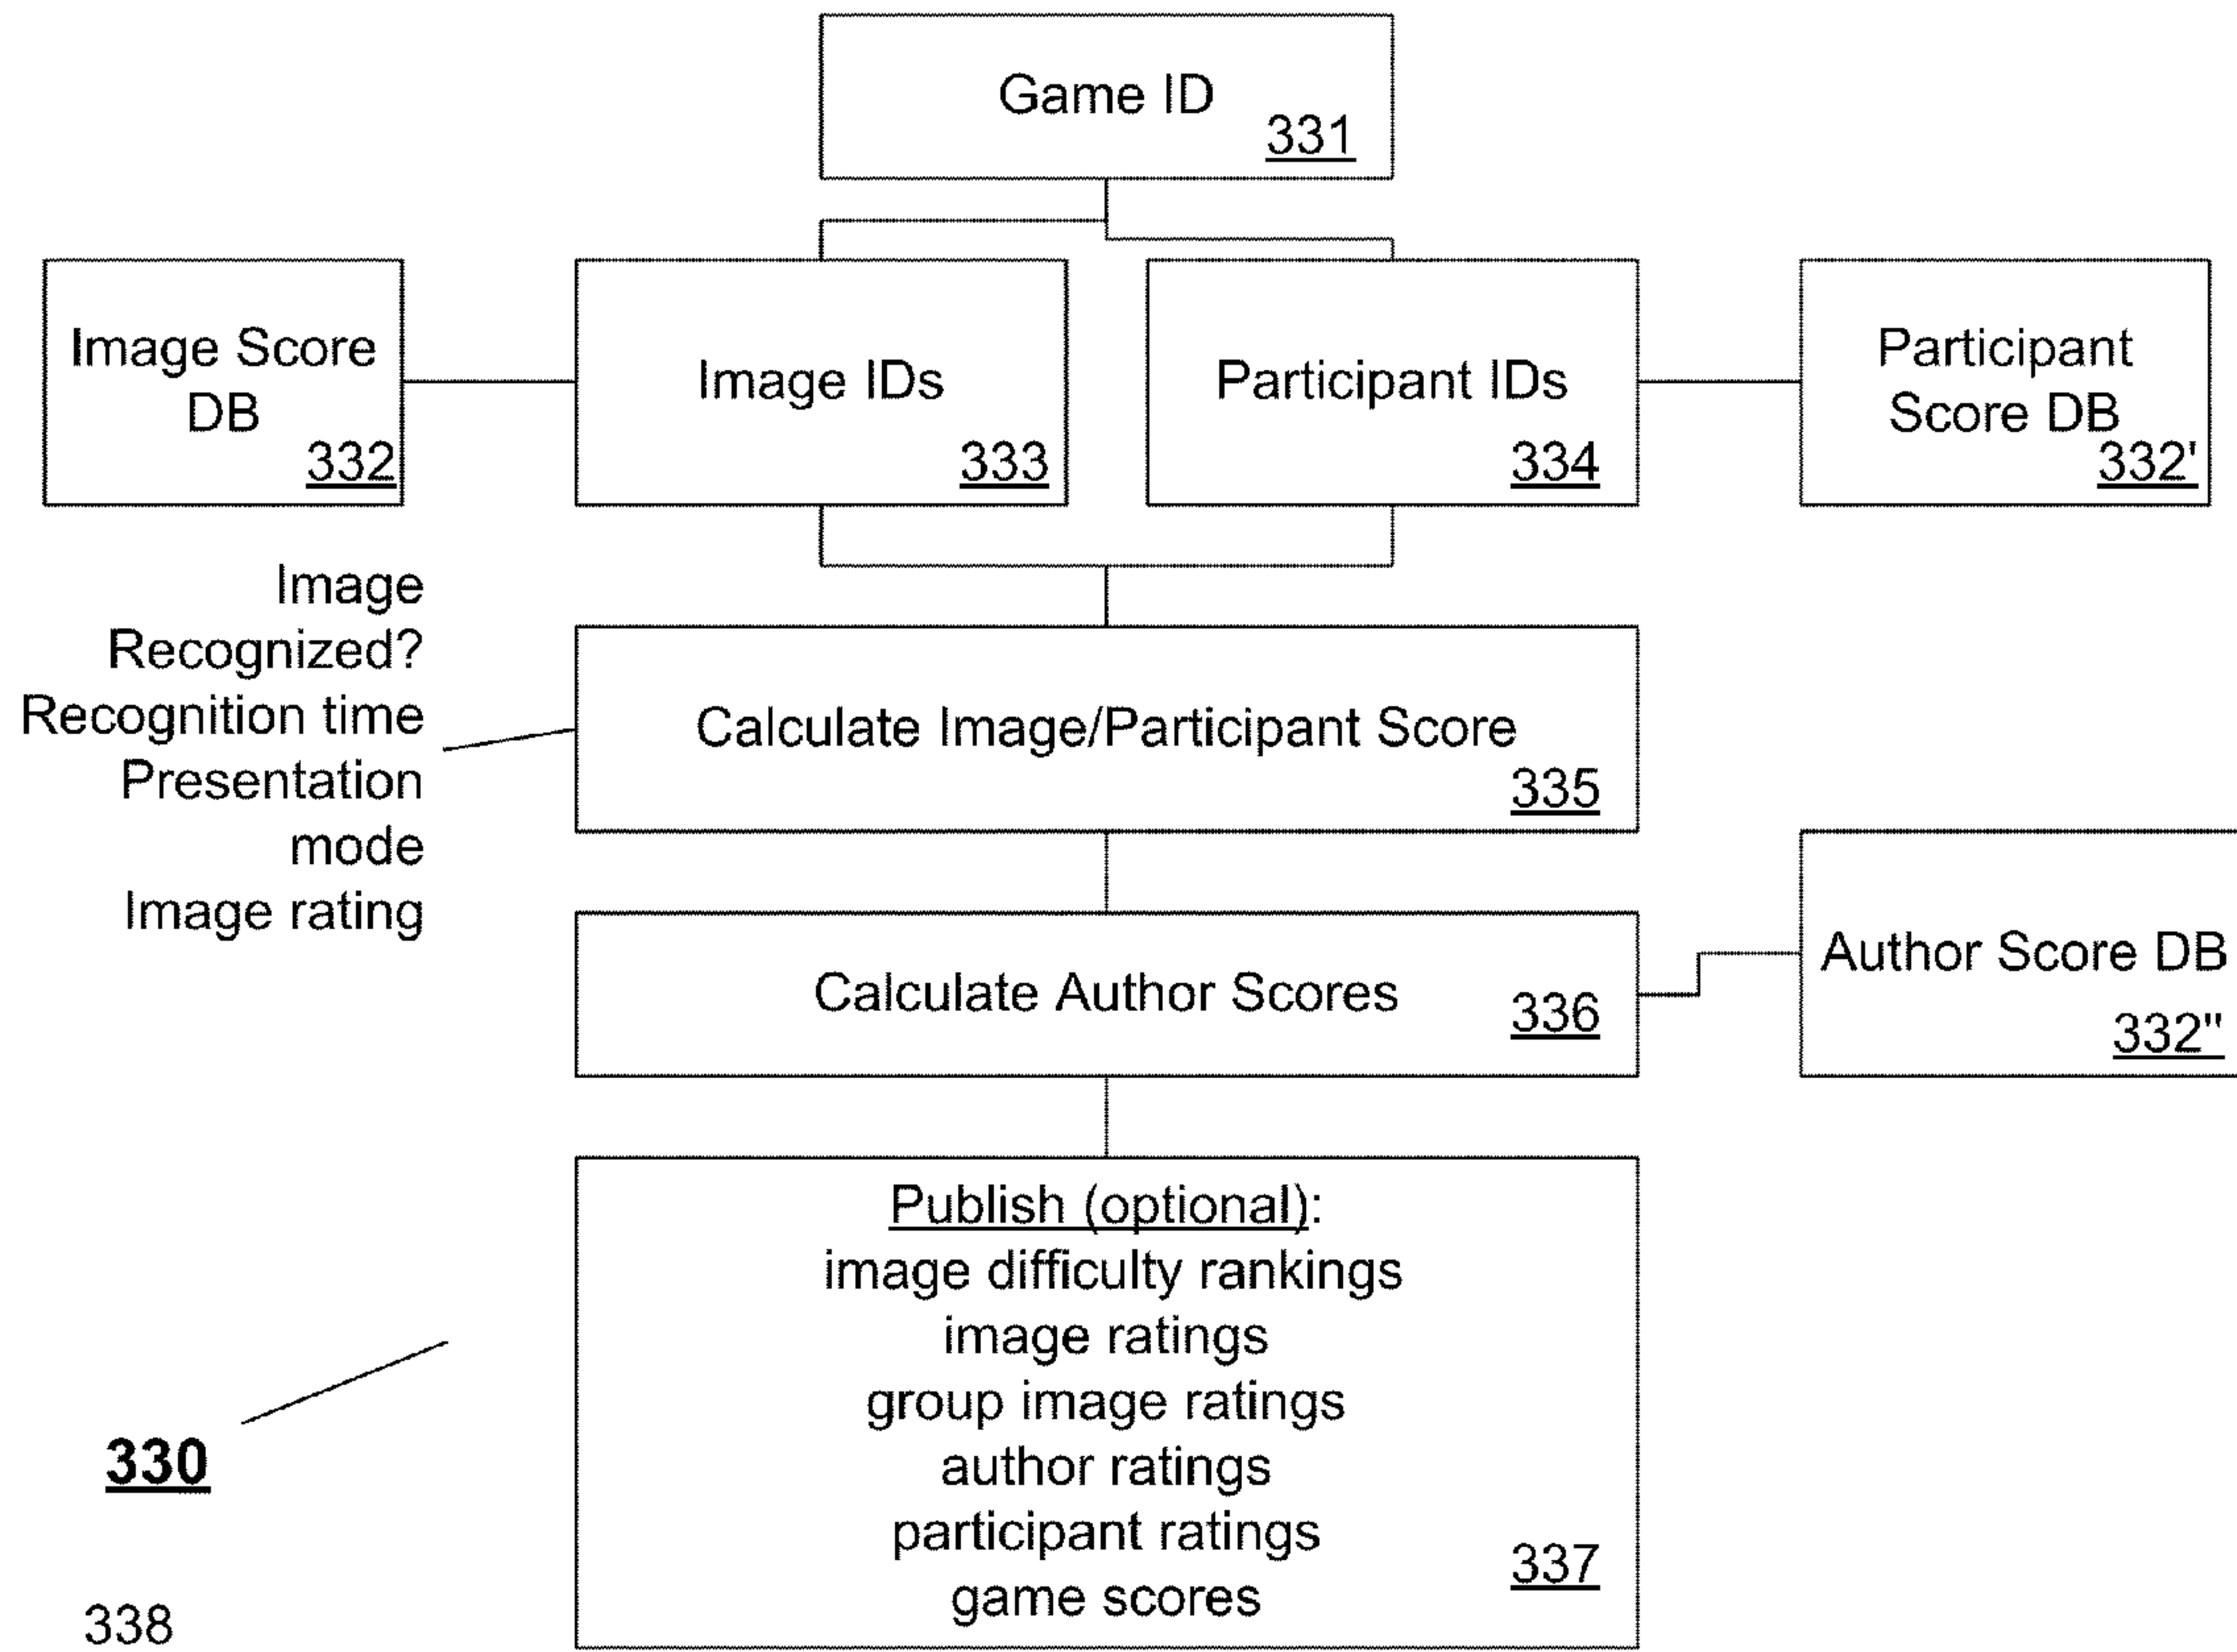 Game ID
331
Image Score
DB
332
Image IDs
333
Participant IDs
334
Participant
Score DB
332'
Image
Recognized?
Recognition time
Presentation
mode
Image rating
Calculate Image/Participant Score
335
Calculate Author Scores
336
Author Score DB
332"
Publish (optional):
image difficulty rankings
image ratings
group image ratings
author ratings
participant ratings
game scores
337
330
338